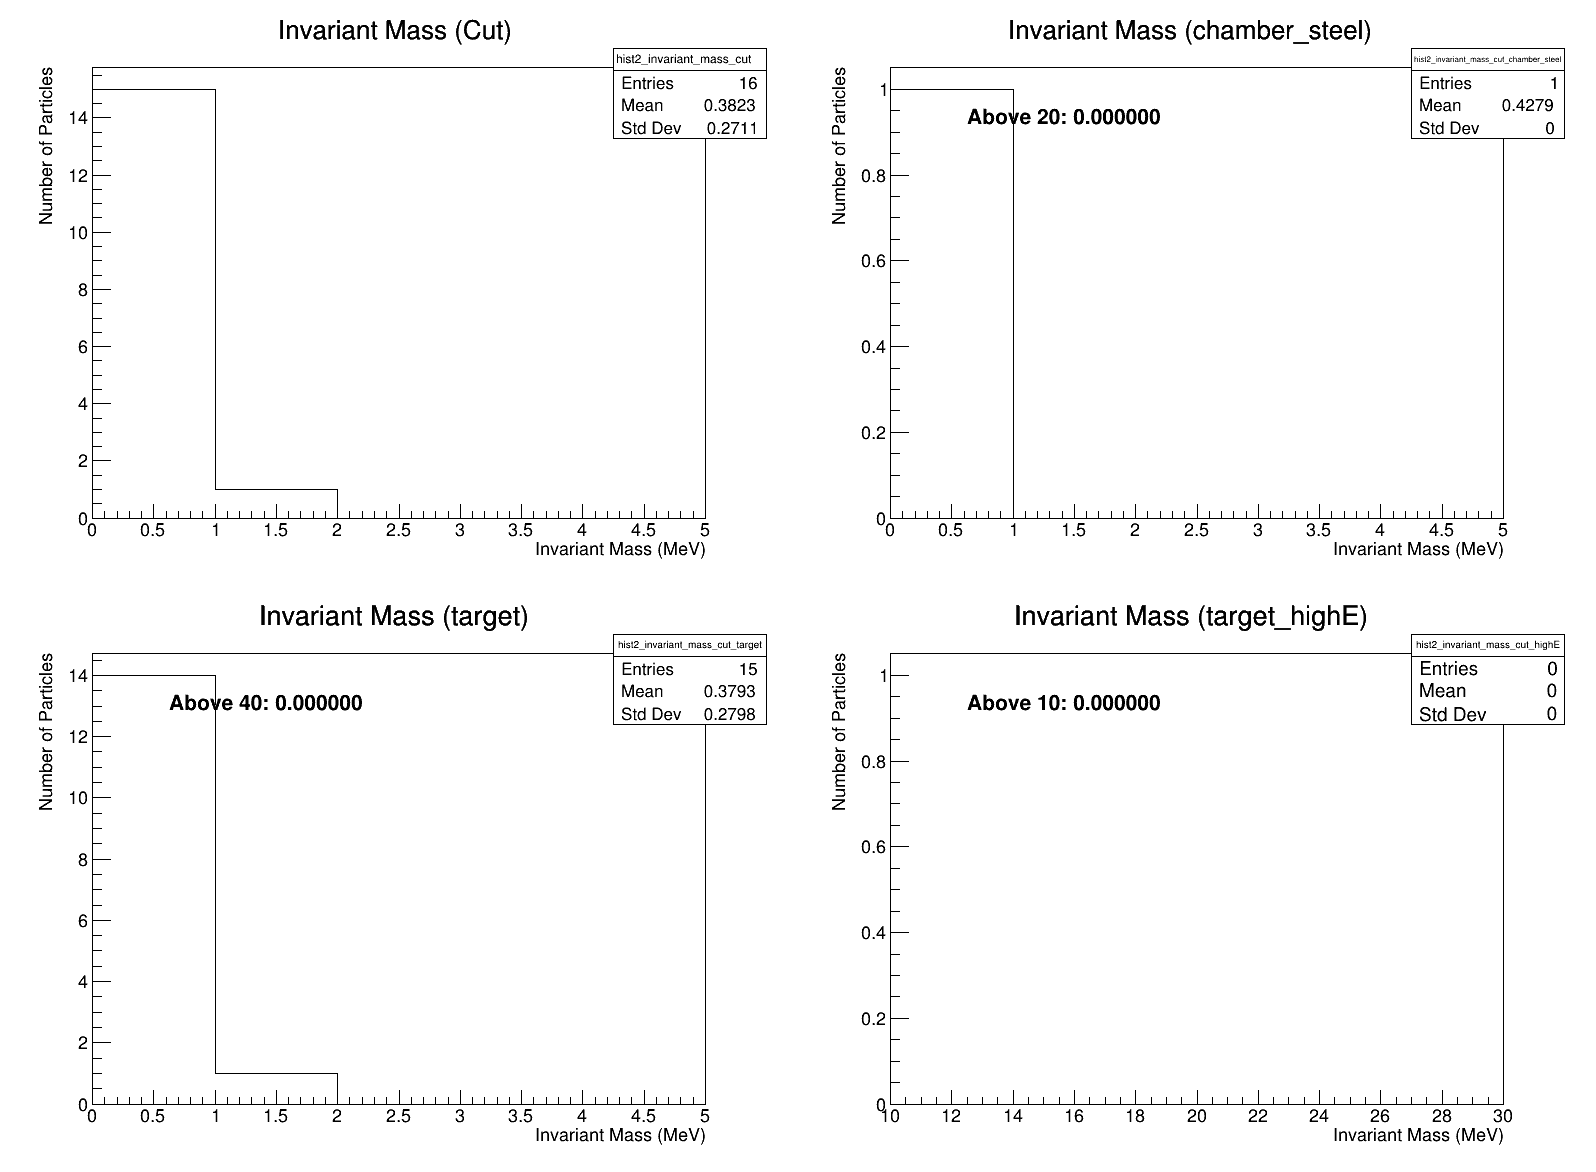 Invariant Mass (Cut)
hist2_invariant_mass_cut
Entries 16
Mean 0.3823
Std Dev 0.2711
Number of Particles
14
12
10
8
6
4
2
0
0 0.5 1 1.5 2 2.5 3 3.5 4 4.5 5
Invariant Mass (MeV)
Invariant Mass (chamber_steel)
hist2_invariant_mass_cut_chamber_steel
Entries 1
Mean 0.4279
Std Dev 0
Above 20: 0.000000
Number of Particles
1
0.8
0.6
0.4
0.2
0
0 0.5 1 1.5 2 2.5 3 3.5 4 4.5 5
Invariant Mass (MeV)
Invariant Mass (target)
hist2_invariant_mass_cut_target
Entries 15
Mean 0.3793
Std Dev 0.2798
Above 40: 0.000000
Number of Particles
14
12
10
8
6
4
2
0
0 0.5 1 1.5 2 2.5 3 3.5 4 4.5 5
Invariant Mass (MeV)
Invariant Mass (target_highE)
hist2_invariant_mass_cut_highE
Entries 0
Mean 0
Std Dev 0
Above 10: 0.000000
Number of Particles
1
0.8
0.6
0.4
0.2
0
10 12 14 16 18 20 22 24 26 28 30
Invariant Mass (MeV)